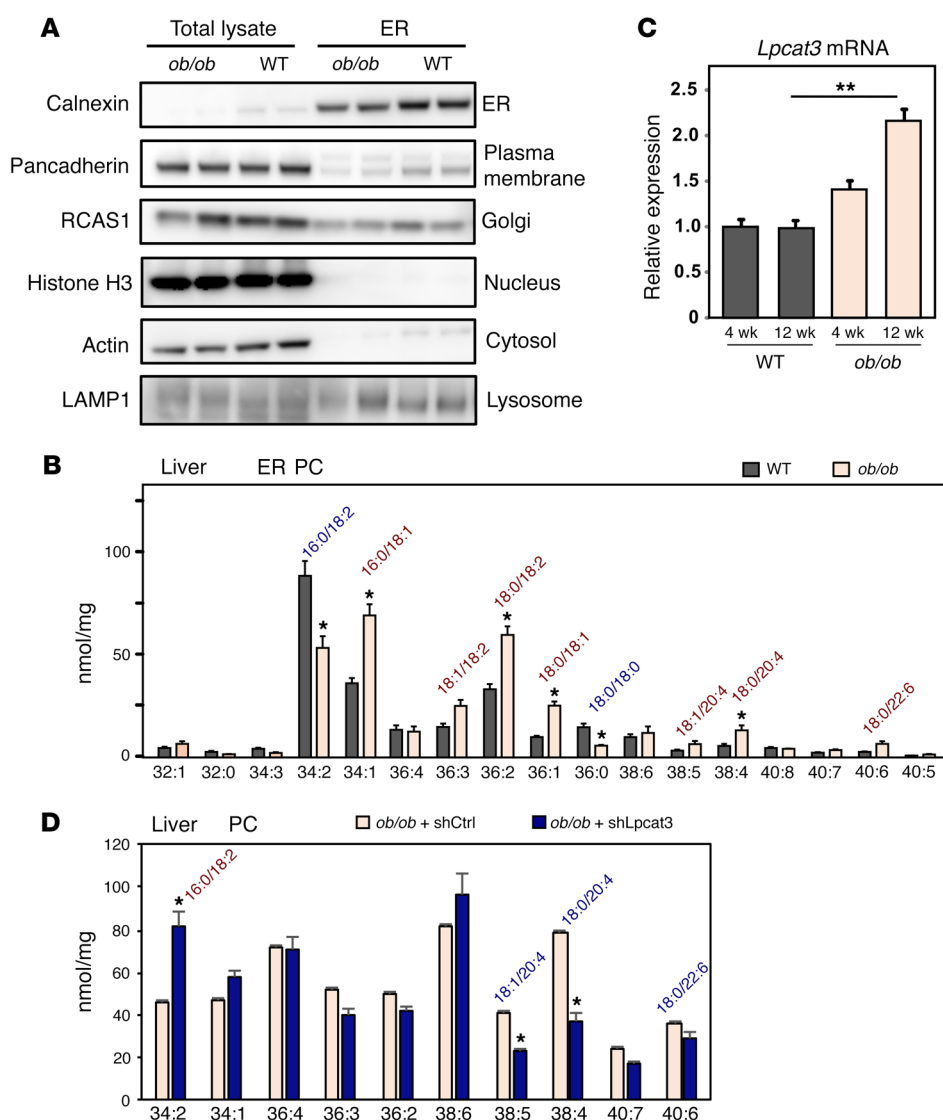 A
Total lysate ER
ob/ob WT ob/ob WT
Calnexin ER
Pancadherin Plasma
membrane
RCAS1 Golgi
Histone H3 Nucleus
Actin Cytosol
LAMP1 Lysosome
C
Lpcat3 mRNA
Relative expression
2.5
2.0
1.5
1.0
0.5
0
**
4 wk 12 wk 4 wk 12 wk
WT ob/ob
B
Liver ER PC
WT ob/ob
nmol/mg
100
50
0
16:0/18:2
*
16:0/18:1
*
18:1/18:2
18:0/18:2
*
18:0/18:1
*
18:0/18:0
*
18:1/20:4
18:0/20:4
*
18:0/22:6
32:1 32:0 34:3 34:2 34:1 36:4 36:3 36:2 36:1 36:0 38:6 38:5 38:4 40:8 40:7 40:6 40:5
D
Liver PC
ob/ob + shCtrl ob/ob + shLpcat3
nmol/mg
120
100
80
60
40
20
0
* 16:0/18:2
18:1/20:4
*
18:0/20:4
*
18:0/22:6
34:2 34:1 36:4 36:3 36:2 38:6 38:5 38:4 40:7 40:6